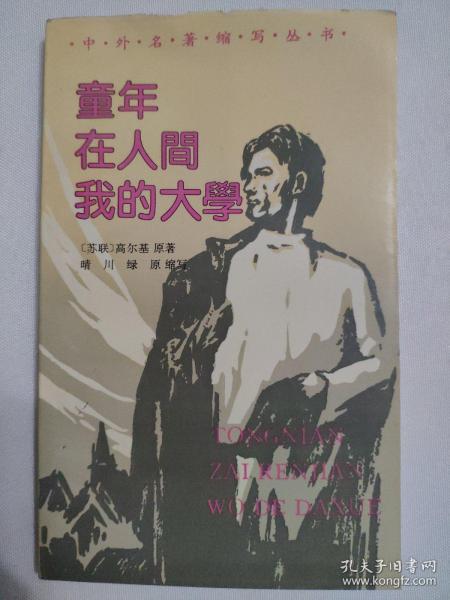 ·中·外·名·著·缩·写·丛·书·
童年
在人間
我的大學
〔苏联〕高尔基 原著
晴川绿原 缩写
TONGNIAN
ZAI RENJIAN
WO DE DAXUE
孔夫子旧书网
www.kongfz.com